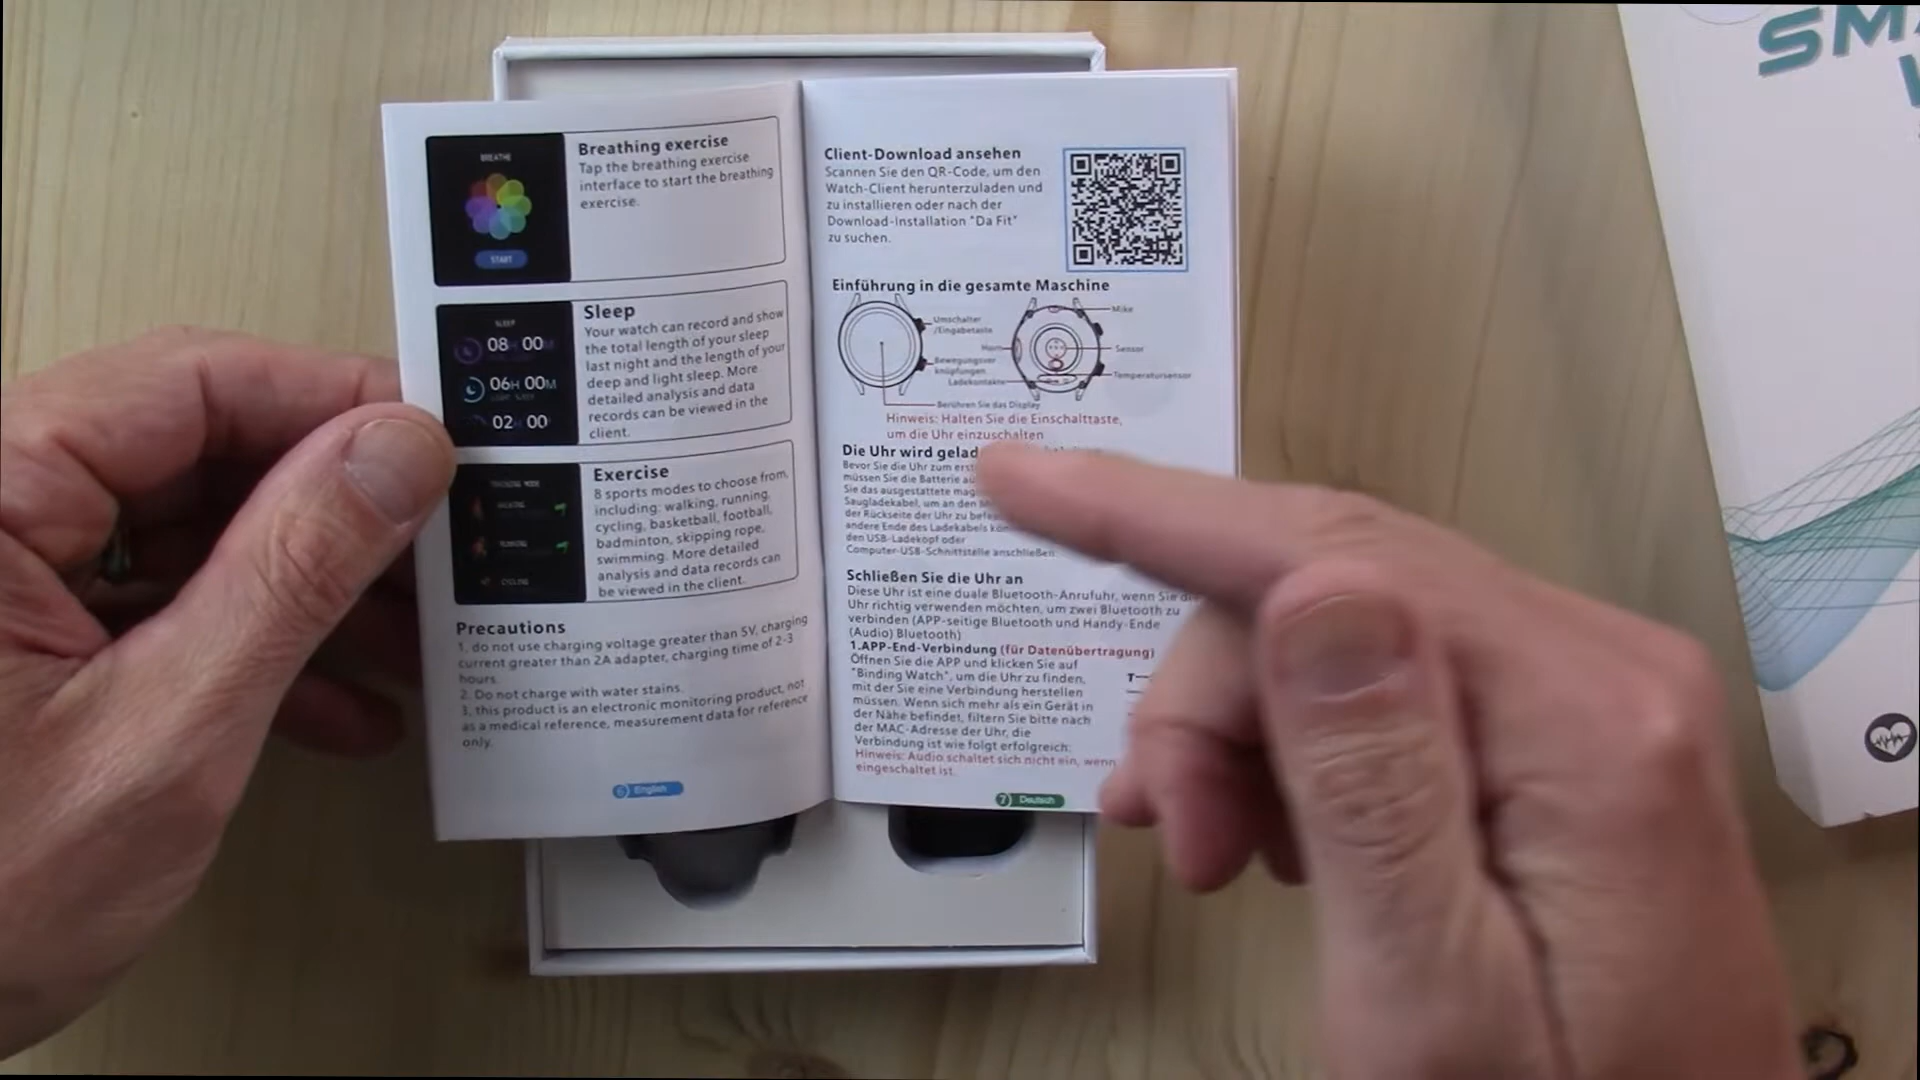 BREATHE
START
Breathing exercise
Tap the breathing exercise
interface to start the breathing
exercise.
SLEEP
08H 00M
06H 00M
02H 00
Sleep
Your watch can record and show
the total length of your sleep
last night and the length of your
deep and light sleep. More
detailed analysis and data
records can be viewed in the
client.
WALKING
RUNNING
CYCLING
Exercise
8 sports modes to choose from,
including: walking, running,
cycling, basketball, football,
badminton, skipping rope,
swimming. More detailed
analysis and data records can
be viewed in the client.
Precautions
1, do not use charging voltage greater than 5V, charging
current greater than 2A adapter, charging time of 2-3
hours.
2. Do not charge with water stains.
3, this product is an electronic monitoring product, not
as a medical reference, measurement data for reference
only.
6 English
Client-Download ansehen
Scannen Sie den QR-Code, um den
Watch-Client herunterzuladen und
zu installieren oder nach der
Download-Installation "Da Fit"
zu suchen.
Einführung in die gesamte Maschine
Umschalter
/Eingabetaste
Horn
Bewegungsver
knüpfungen
Ladekontakte
Berühren Sie das Display
Mike
Sensor
Temperatursensor
Hinweis: Halten Sie die Einschalttaste,
um die Uhr einzuschalten
Die Uhr wird gelad
Bevor Sie die Uhr zum erst
müssen Sie die Batterie au
Sie das ausgestattete mag
Saugladekabel, um an den
der Rückseite der Uhr zu befe
andere Ende des Ladekabels kön
den USB-Ladekopf oder
Computer-USB-Schnittstelle anschließen
Schließen Sie die Uhr an
Diese Uhr ist eine duale Bluetooth-Anrufuhr, wenn Sie die
Uhr richtig verwenden möchten, um zwei Bluetooth zu
verbinden (APP-seitige Bluetooth und Handy-Ende
(Audio) Bluetooth)
1.APP-End-Verbindung (für Datenübertragung)
Öffnen Sie die APP und klicken Sie auf
"Binding Watch", um die Uhr zu finden,
mit der Sie eine Verbindung herstellen
müssen. Wenn sich mehr als ein Gerät in
der Nähe befindet, filtern Sie bitte nach
der MAC-Adresse der Uhr, die
Verbindung ist wie folgt erfolgreich:
Hinweis: Audio schaltet sich nicht ein, wenn
eingeschaltet ist.
7 Deutsch
SM
W